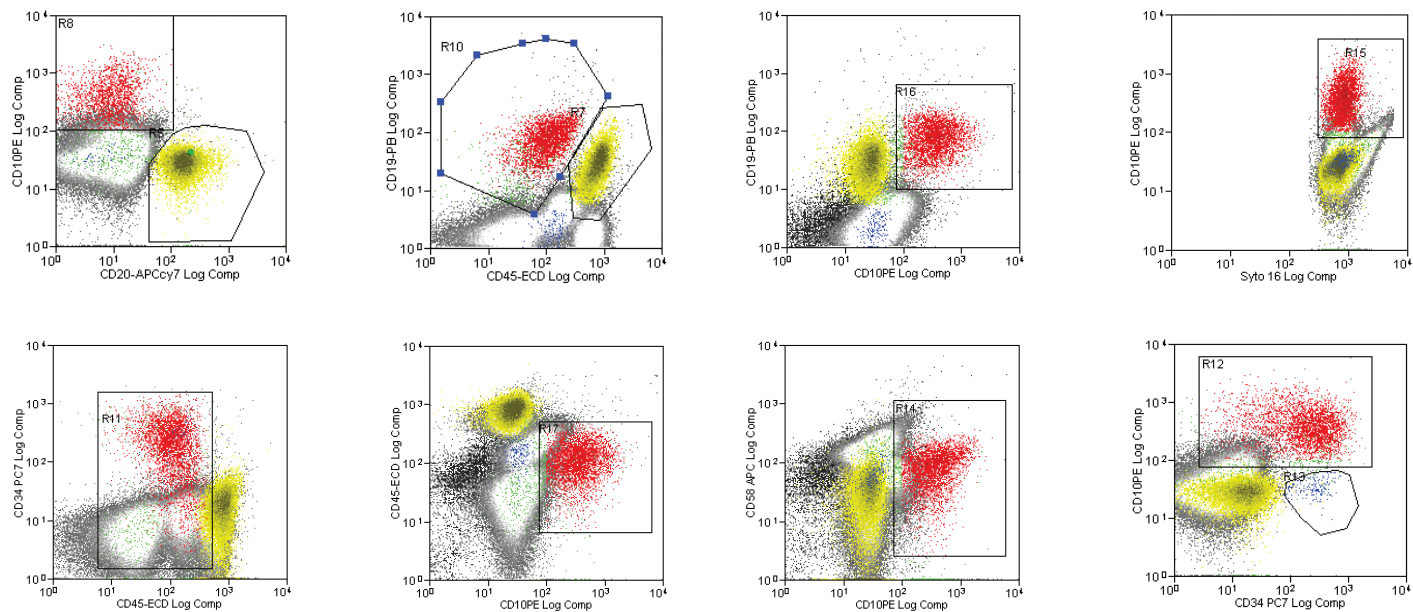 R8
R5
10⁴
10³
10²
10¹
10⁰
CD10PE Log Comp
10⁰ 10¹ 10² 10³ 10⁴
CD20-APCcy7 Log Comp
R10
R7
10⁴
10³
10²
10¹
10⁰
CD19-PB Log Comp
10⁰ 10¹ 10² 10³ 10⁴
CD45-ECD Log Comp
R16
10⁴
10³
10²
10¹
10⁰
CD19-PB Log Comp
10⁰ 10¹ 10² 10³ 10⁴
CD10PE Log Comp
R15
10⁴
10³
10²
10¹
10⁰
CD10PE Log Comp
10⁰ 10¹ 10² 10³ 10⁴
Syto 16 Log Comp
R11
10⁴
10³
10²
10¹
10⁰
CD34 PC7 Log Comp
10⁰ 10¹ 10² 10³ 10⁴
CD45-ECD Log Comp
R17
10⁴
10³
10²
10¹
10⁰
CD45-ECD Log Comp
10⁰ 10¹ 10² 10³ 10⁴
CD10PE Log Comp
R14
10⁴
10³
10²
10¹
10⁰
CD58 APC Log Comp
10⁰ 10¹ 10² 10³ 10⁴
CD10PE Log Comp
R12
R13
10⁴
10³
10²
10¹
10⁰
CD10PE Log Comp
10⁰ 10¹ 10² 10³ 10⁴
CD34 PC7 Log Comp